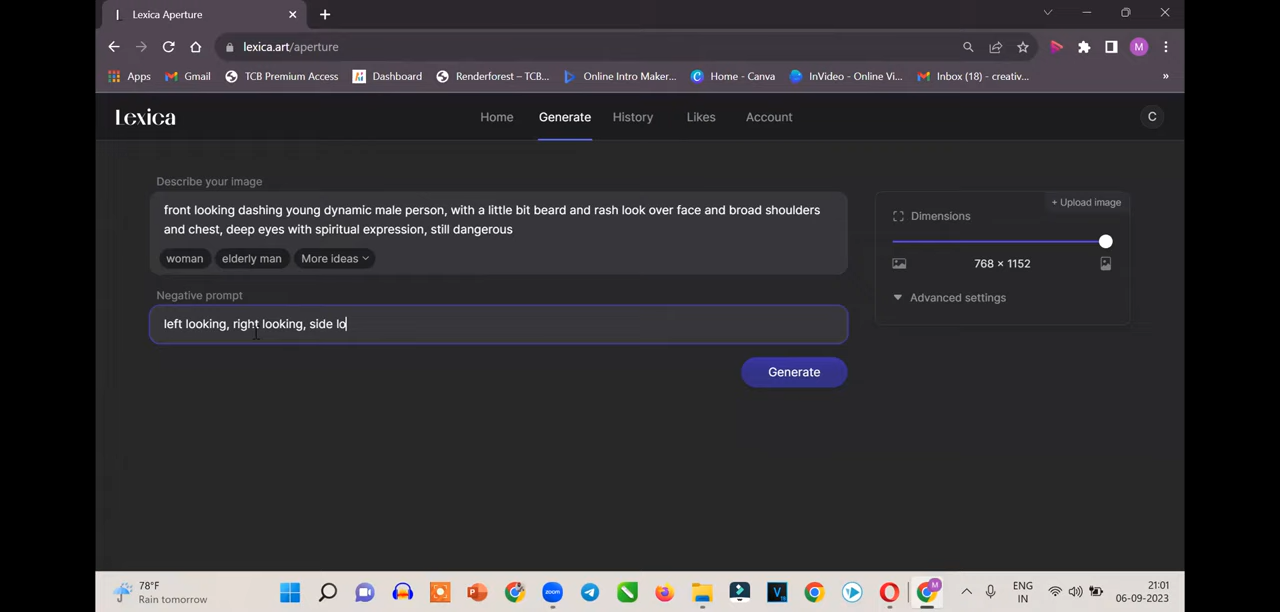 Lexica Aperture
lexica.art/aperture
M
Apps
Gmail
TCB Premium Access
Dashboard
Renderforest – TCB...
Online Intro Maker...
Home - Canva
InVideo - Online Vi...
Inbox (18) - creativ...
»
Lexica
Home
Generate
History
Likes
Account
C
Describe your image
front looking dashing young dynamic male person, with a little bit beard and rash look over face and broad shoulders
and chest, deep eyes with spiritual expression, still dangerous
woman
elderly man
More ideas
Negative prompt
left looking, right looking, side lo
Generate
+ Upload image
Dimensions
768 × 1152
Advanced settings
78°F
Rain tomorrow
zoom
V
M
ENG
IN
21:01
06-09-2023